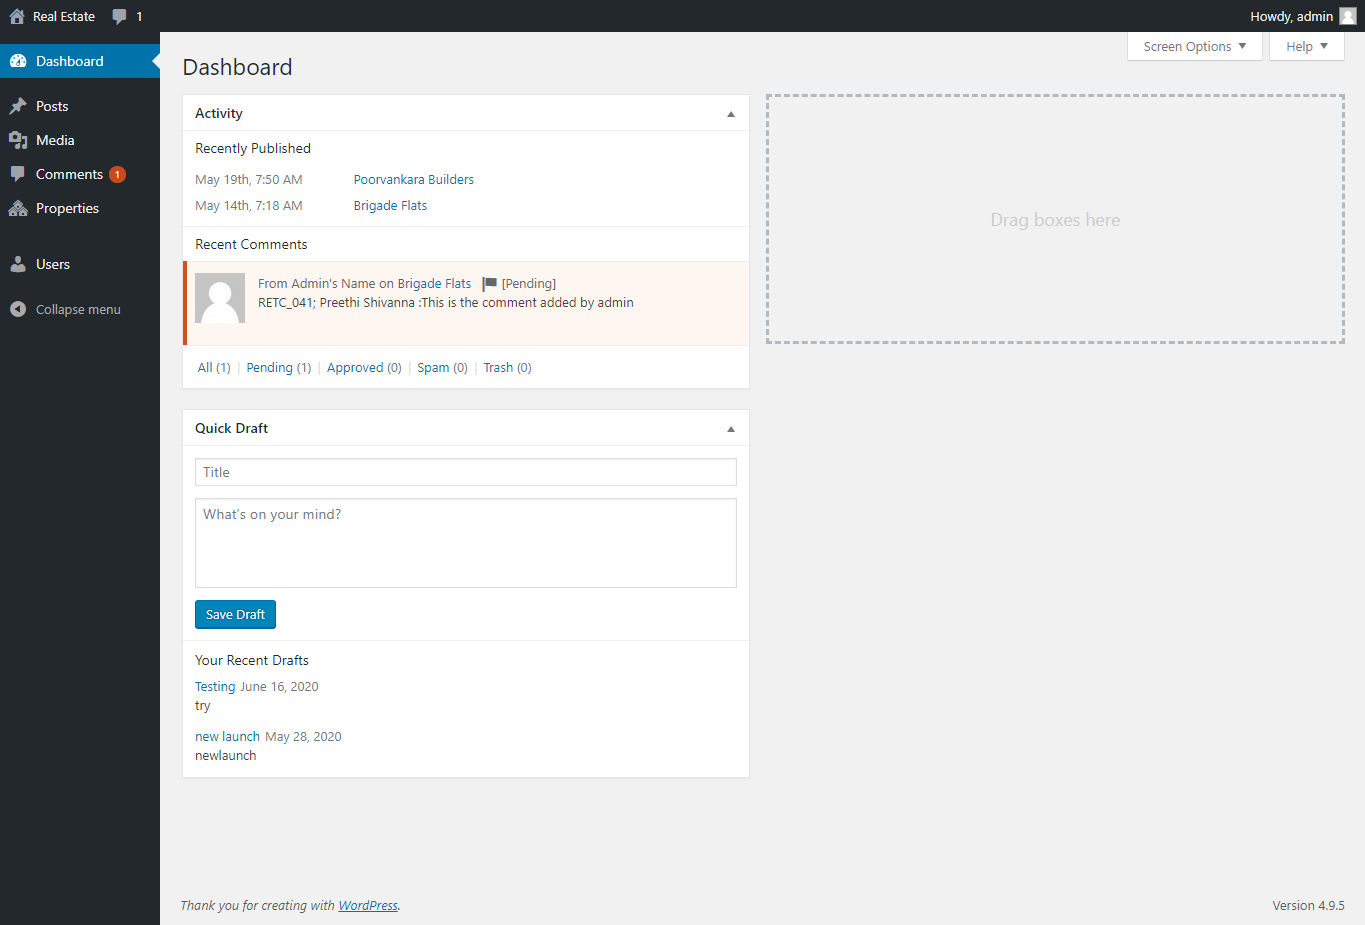 Real Estate 1 Howdy, admin
Screen Options Help
Dashboard
Posts
Media
Comments 1
Properties
Users
Collapse menu
Dashboard
Activity
Recently Published
May 19th, 7:50 AM Poorvankara Builders
May 14th, 7:18 AM Brigade Flats
Recent Comments
From Admin's Name on Brigade Flats [Pending]
RETC_041; Preethi Shivanna :This is the comment added by admin
All (1) | Pending (1) | Approved (0) | Spam (0) | Trash (0)
Quick Draft
Title
What's on your mind?
Save Draft
Your Recent Drafts
Testing June 16, 2020
try
new launch May 28, 2020
newlaunch
Drag boxes here
Thank you for creating with WordPress.
Version 4.9.5